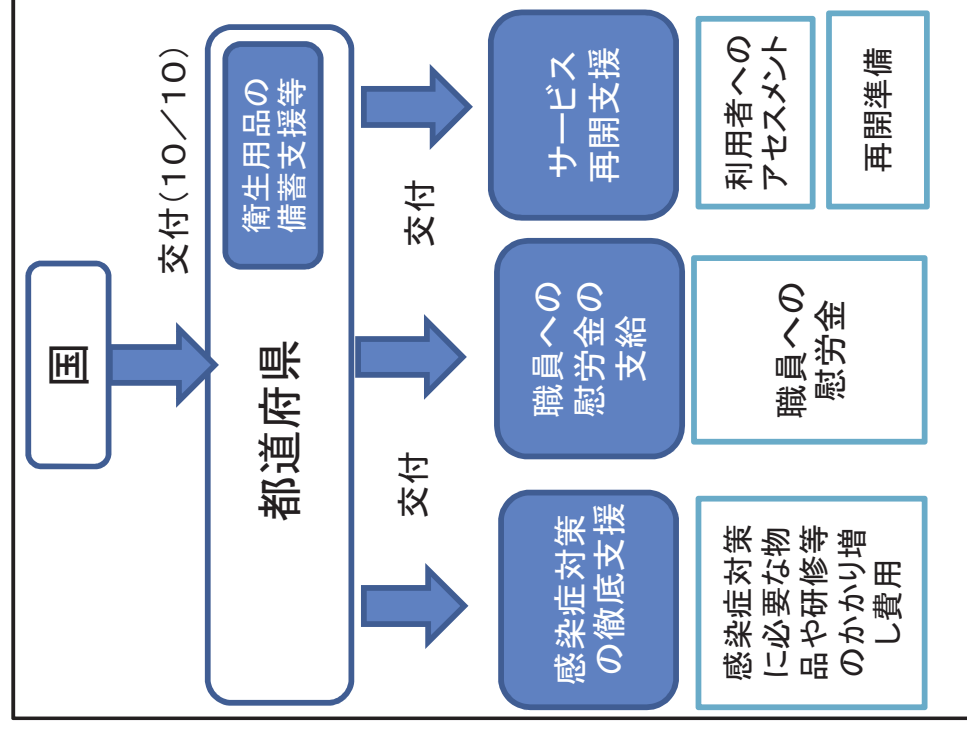 国
交付(10/10)
都道府県
衛生用品の
備蓄支援等
交付
交付
感染症対策
の徹底支援
職員への
慰労金の
支給
サービス
再開支援
感染症対策
に必要な物
品や研修等
のかかり増
し費用
職員への
慰労金
利用者への
アセスメント
再開準備